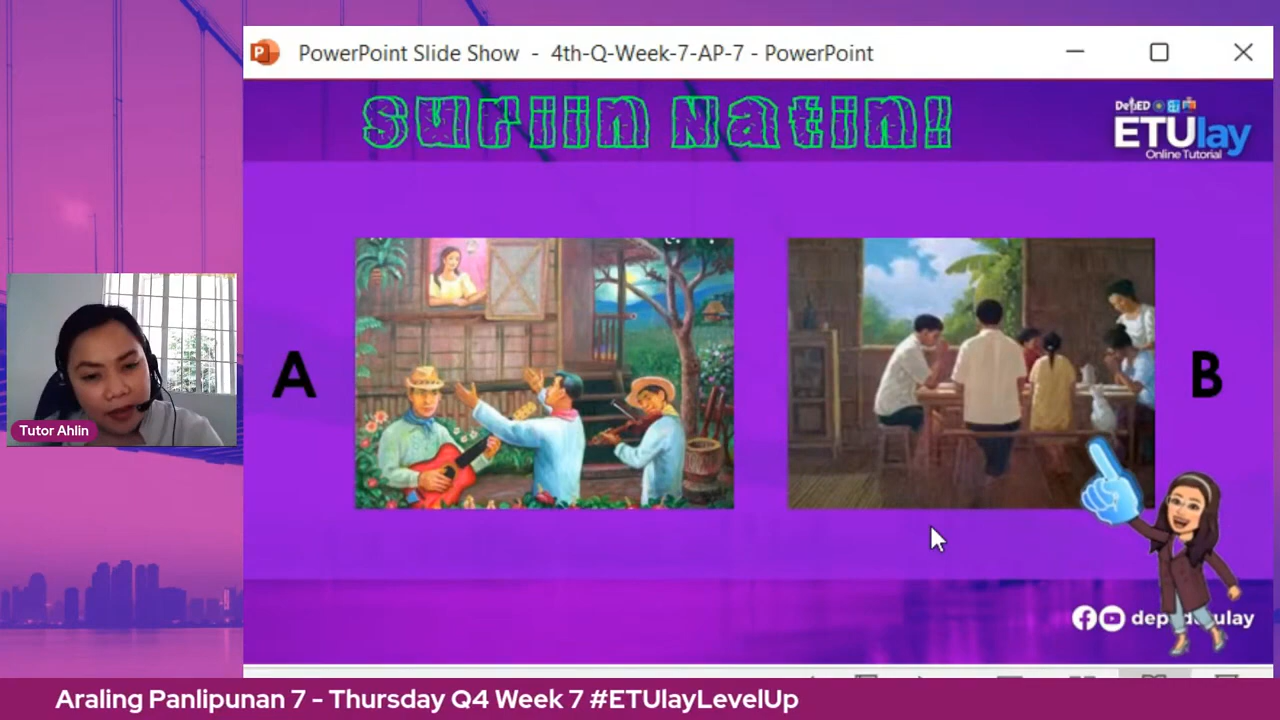 PowerPoint Slide Show - 4th-Q-Week-7-AP-7 - PowerPoint
Suriin Natin!
DepED
ETUlay
Online Tutorial
A
B
Tutor Ahlin
Araling Panlipunan 7 - Thursday Q4 Week 7 #ETUlayLevelUp